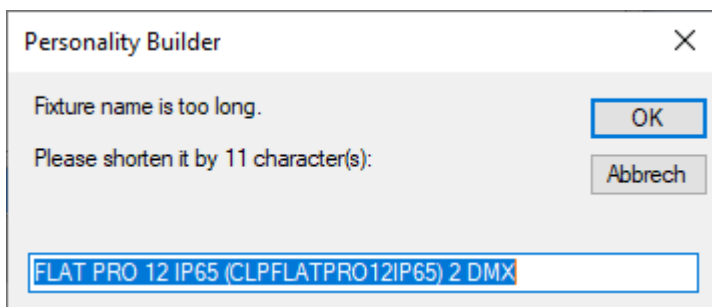 Personality Builder
Fixture name is too long.
OK
Please shorten it by 11 character(s):
Abbrech
FLAT PRO 12 IP65 (CLPFLATPRO12IP65) 2 DMX